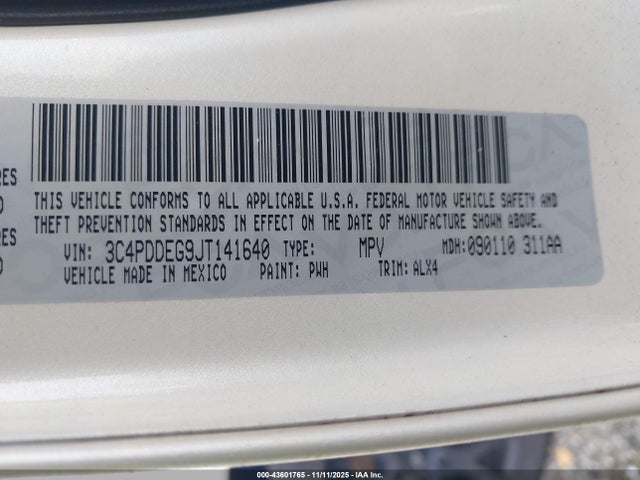 RES
THIS VEHICLE CONFORMS TO ALL APPLICABLE U.S.A. FEDERAL MOTOR VEHICLE SAFETY AND
THEFT PREVENTION STANDARDS IN EFFECT ON THE DATE OF MANUFACTURE SHOWN ABOVE.
RES
VIN: 3C4PDDEG9JT141640 TYPE: MPV MDH:090110 311AA
VEHICLE MADE IN MEXICO PAINT: PWH TRIM:ALX4
000-43601765 - 11/11/2025 - IAA Inc.